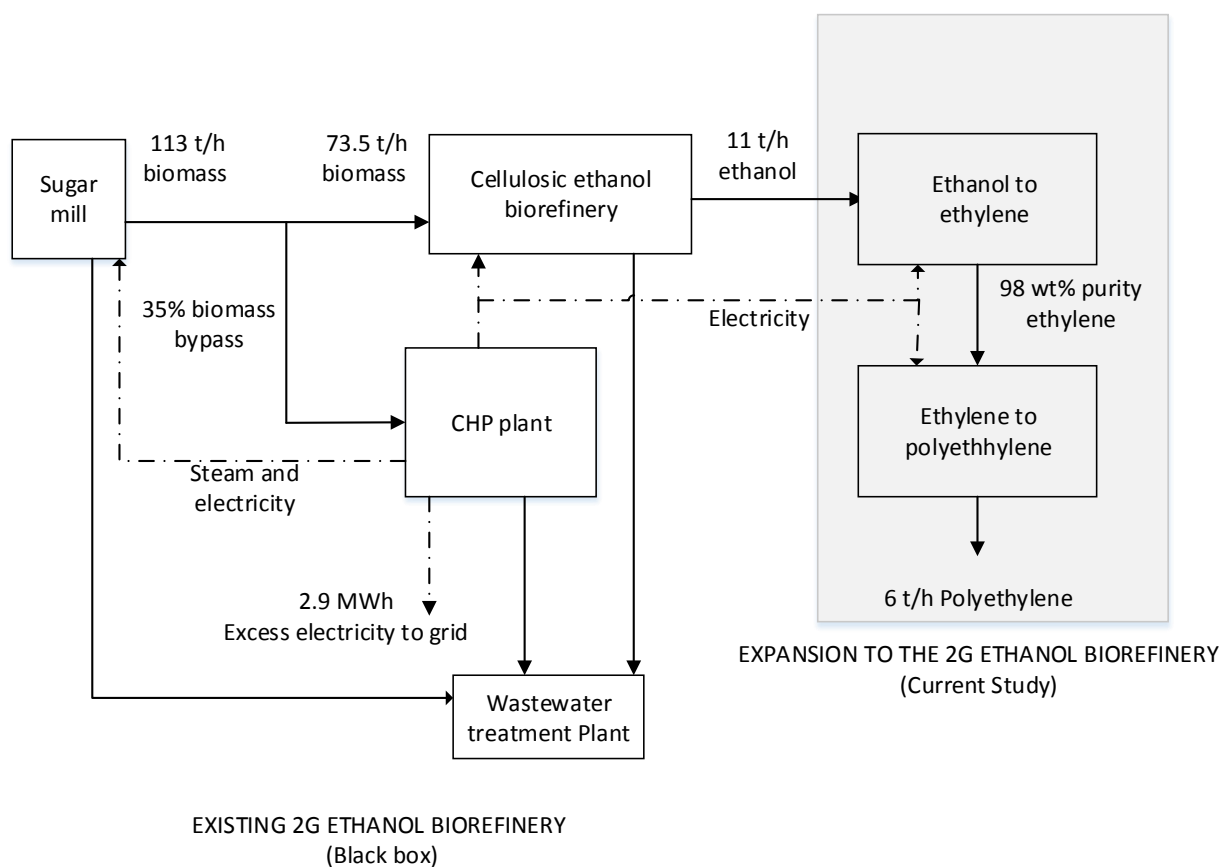 113 t/h
biomass
73.5 t/h
biomass
11 t/h
ethanol
Sugar
mill
Cellulosic ethanol
biorefinery
Ethanol to
ethylene
35% biomass
bypass
Electricity
98 wt% purity
ethylene
CHP plant
Ethylene to
polyethhylene
Steam and
electricity
2.9 MWh
Excess electricity to grid
6 t/h Polyethylene
EXPANSION TO THE 2G ETHANOL BIOREFINERY
(Current Study)
Wastewater
treatment Plant
EXISTING 2G ETHANOL BIOREFINERY
(Black box)